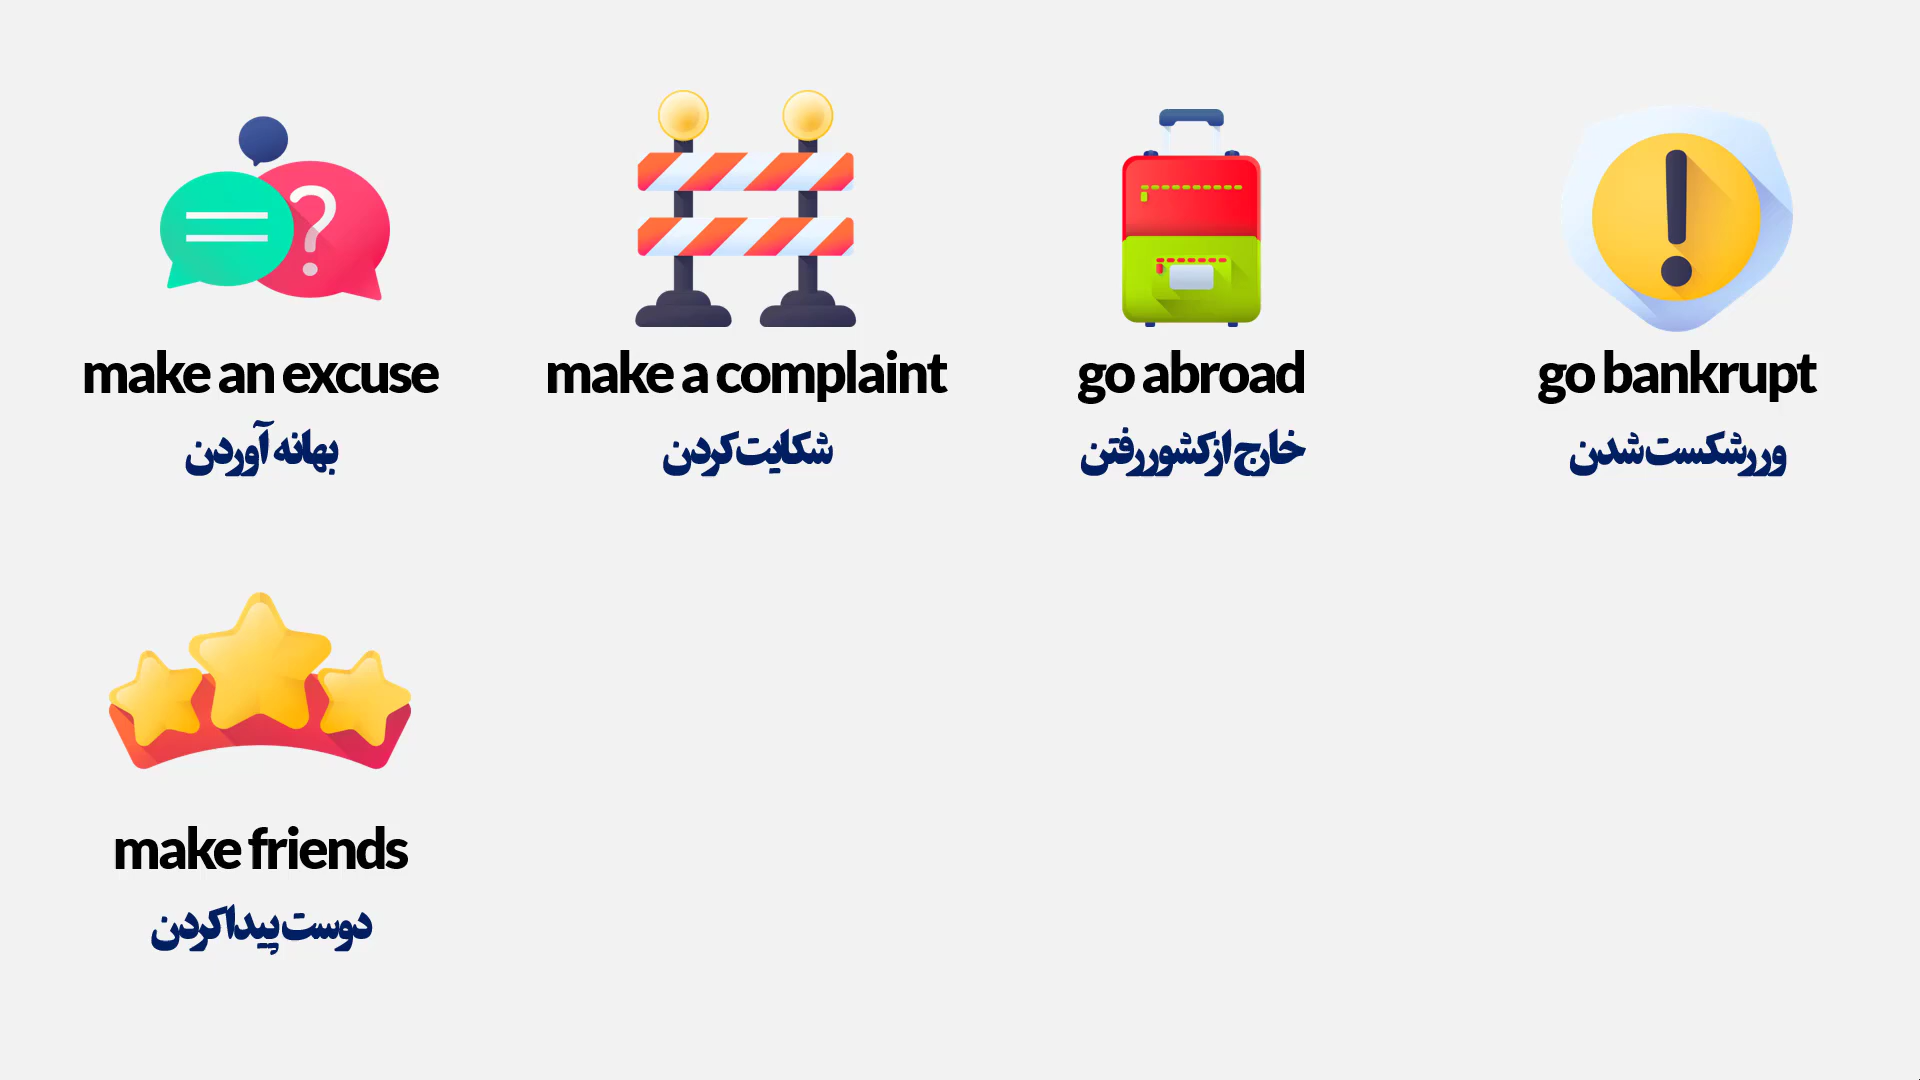 make an excuse
بهانه آوردن
make a complaint
شکایت کردن
go abroad
خارج از کشور رفتن
go bankrupt
ورشکست شدن
make friends
دوست پیدا کردن